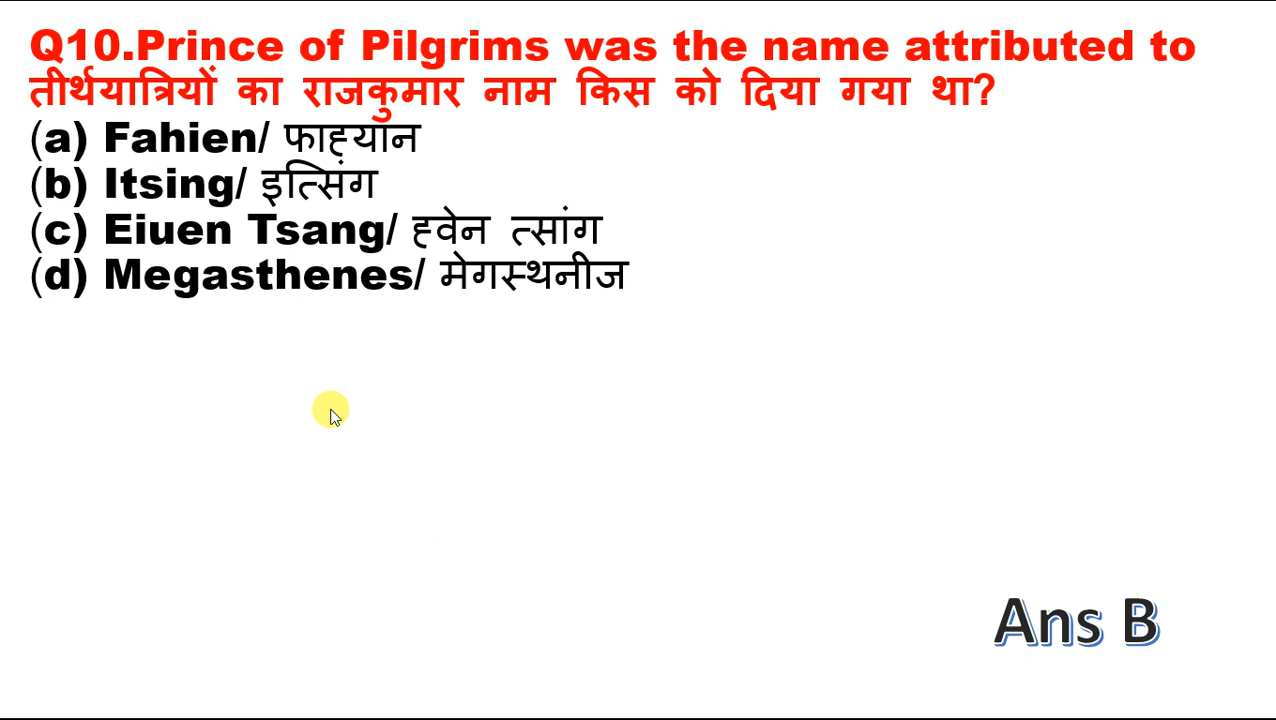 Q10.Prince of Pilgrims was the name attributed to
तीर्थयात्रियों का राजकुमार नाम किस को दिया गया था?
(a) Fahien/ फाह्यान
(b) Itsing/ इत्सिंग
(c) Eiuen Tsang/ ह्वेन त्सांग
(d) Megasthenes/ मेगस्थनीज
Ans B